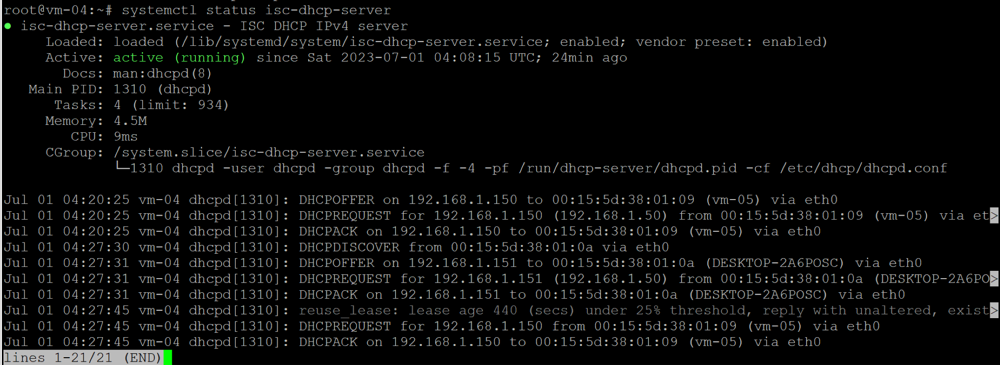 root@vm-04:~# systemctl status isc-dhcp-server
● isc-dhcp-server.service - ISC DHCP IPv4 server
     Loaded: loaded (/lib/systemd/system/isc-dhcp-server.service; enabled; vendor preset: enabled)
     Active: active (running) since Sat 2023-07-01 04:08:15 UTC; 24min ago
       Docs: man:dhcpd(8)
   Main PID: 1310 (dhcpd)
      Tasks: 4 (limit: 934)
     Memory: 4.5M
        CPU: 9ms
     CGroup: /system.slice/isc-dhcp-server.service
             └─1310 dhcpd -user dhcpd -group dhcpd -f -4 -pf /run/dhcp-server/dhcpd.pid -cf /etc/dhcp/dhcpd.conf

Jul 01 04:20:25 vm-04 dhcpd[1310]: DHCPOFFER on 192.168.1.150 to 00:15:5d:38:01:09 (vm-05) via eth0
Jul 01 04:20:25 vm-04 dhcpd[1310]: DHCPREQUEST for 192.168.1.150 (192.168.1.50) from 00:15:5d:38:01:09 (vm-05) via et>
Jul 01 04:20:25 vm-04 dhcpd[1310]: DHCPACK on 192.168.1.150 to 00:15:5d:38:01:09 (vm-05) via eth0
Jul 01 04:27:30 vm-04 dhcpd[1310]: DHCPDISCOVER from 00:15:5d:38:01:0a via eth0
Jul 01 04:27:31 vm-04 dhcpd[1310]: DHCPOFFER on 192.168.1.151 to 00:15:5d:38:01:0a (DESKTOP-2A6POSC) via eth0
Jul 01 04:27:31 vm-04 dhcpd[1310]: DHCPREQUEST for 192.168.1.151 (192.168.1.50) from 00:15:5d:38:01:0a (DESKTOP-2A6PO>
Jul 01 04:27:31 vm-04 dhcpd[1310]: DHCPACK on 192.168.1.151 to 00:15:5d:38:01:0a (DESKTOP-2A6POSC) via eth0
Jul 01 04:27:45 vm-04 dhcpd[1310]: reuse_lease: lease age 440 (secs) under 25% threshold, reply with unaltered, exist>
Jul 01 04:27:45 vm-04 dhcpd[1310]: DHCPREQUEST for 192.168.1.150 from 00:15:5d:38:01:09 (vm-05) via eth0
Jul 01 04:27:45 vm-04 dhcpd[1310]: DHCPACK on 192.168.1.150 to 00:15:5d:38:01:09 (vm-05) via eth0
lines 1-21/21 (END)